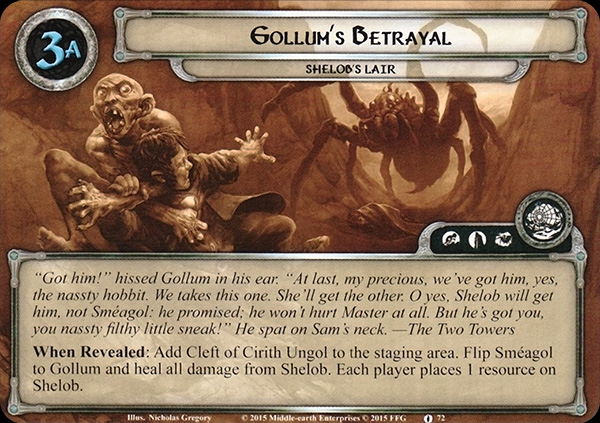 3A
GOLLUM'S BETRAYAL
SHELOB'S LAIR
“Got him!” hissed Gollum in his ear. “At last, my precious, we’ve got him, yes,
the nassty hobbit. We takes this one. She’ll get the other. O yes, Shelob will get
him, not Sméagol: he promised; he won’t hurt Master at all. But he’s got you,
you nassty filthy little sneak!” He spat on Sam’s neck. —The Two Towers
When Revealed: Add Cleft of Cirith Ungol to the staging area. Flip Sméagol
to Gollum and heal all damage from Shelob. Each player places 1 resource on
Shelob.
Illus. Nicholas Gregory © 2015 Middle-earth Enterprises © 2015 FFG 72